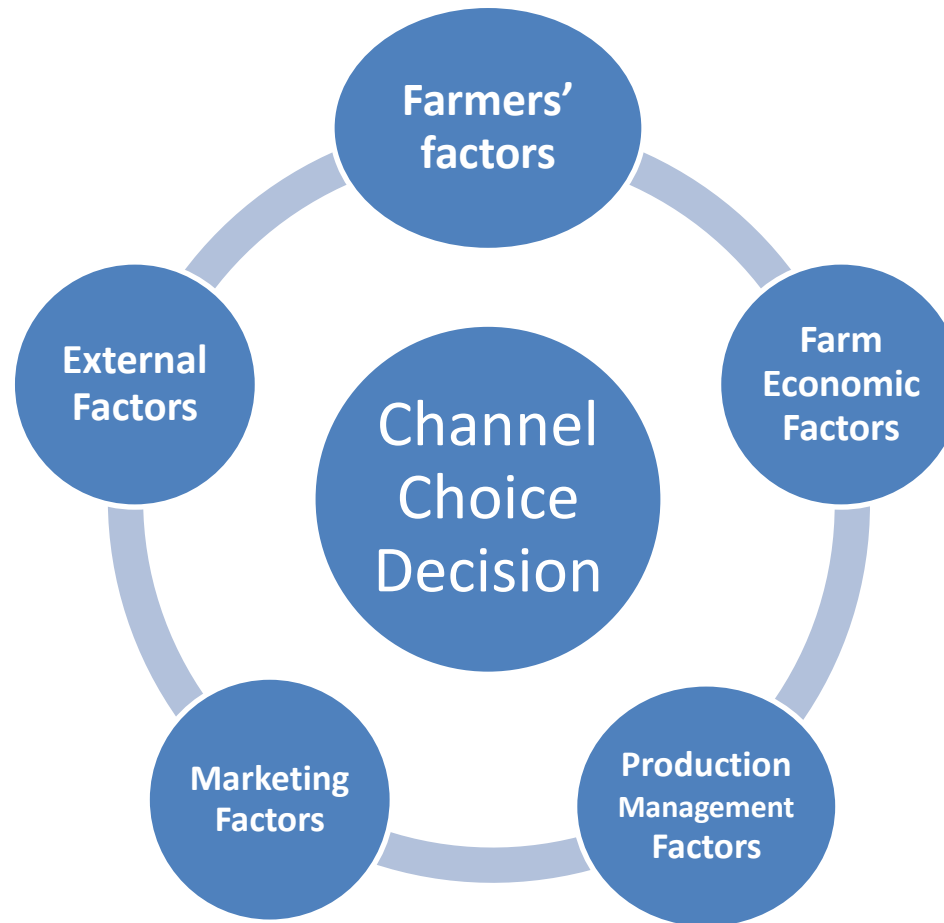 Farmers’
factors
Farm
Economic
Factors
Production
Management
Factors
Marketing
Factors
External
Factors
Channel
Choice
Decision